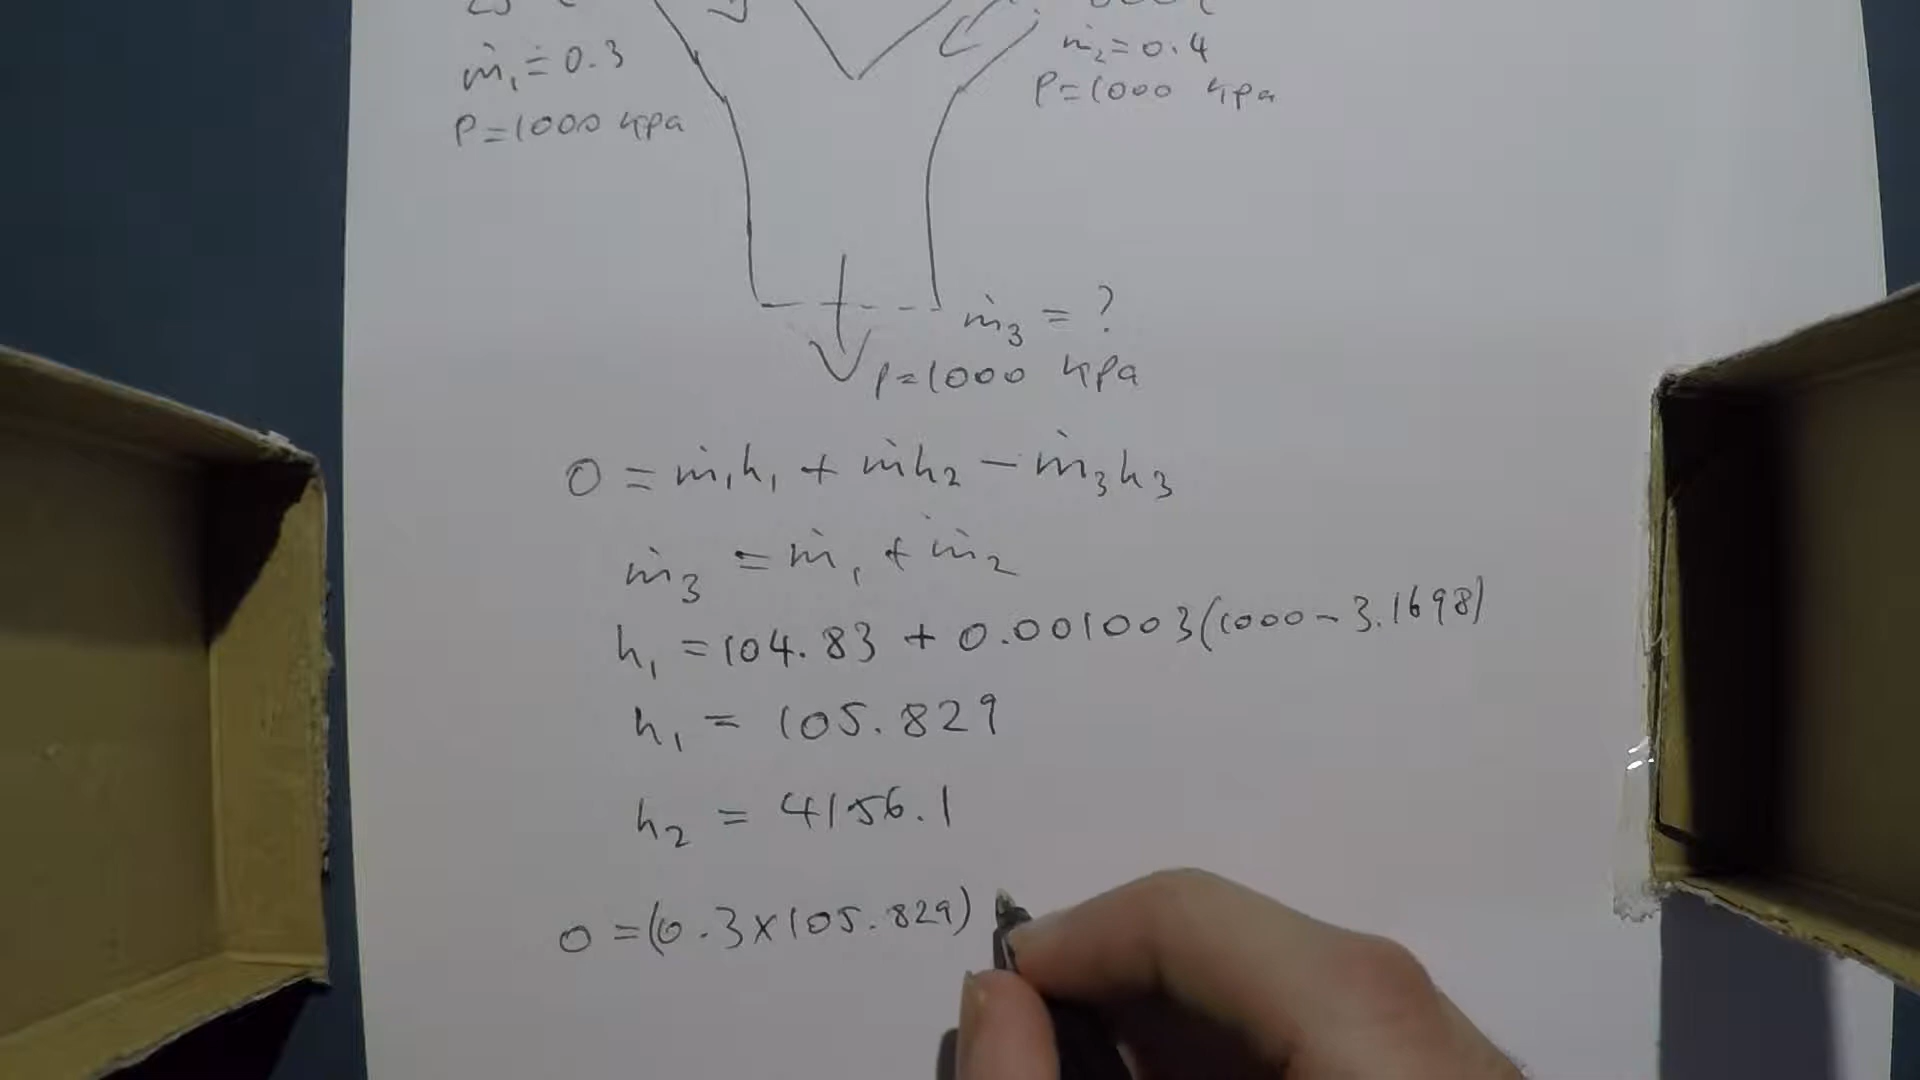 ṁ₁ = 0.3
P=1000 kpa
ṁ₂ = 0.4
P=1000 kpa
ṁ₃ = ?
P=1000 kpa
0 = ṁ₁h₁ + ṁh₂ − ṁ₃h₃
ṁ₃ = ṁ₁ + ṁ₂
h₁ = 104.83 + 0.001003(1000 − 3.1698)
h₁ = 105.829
h₂ = 4156.1
0 = (0.3×105.829)